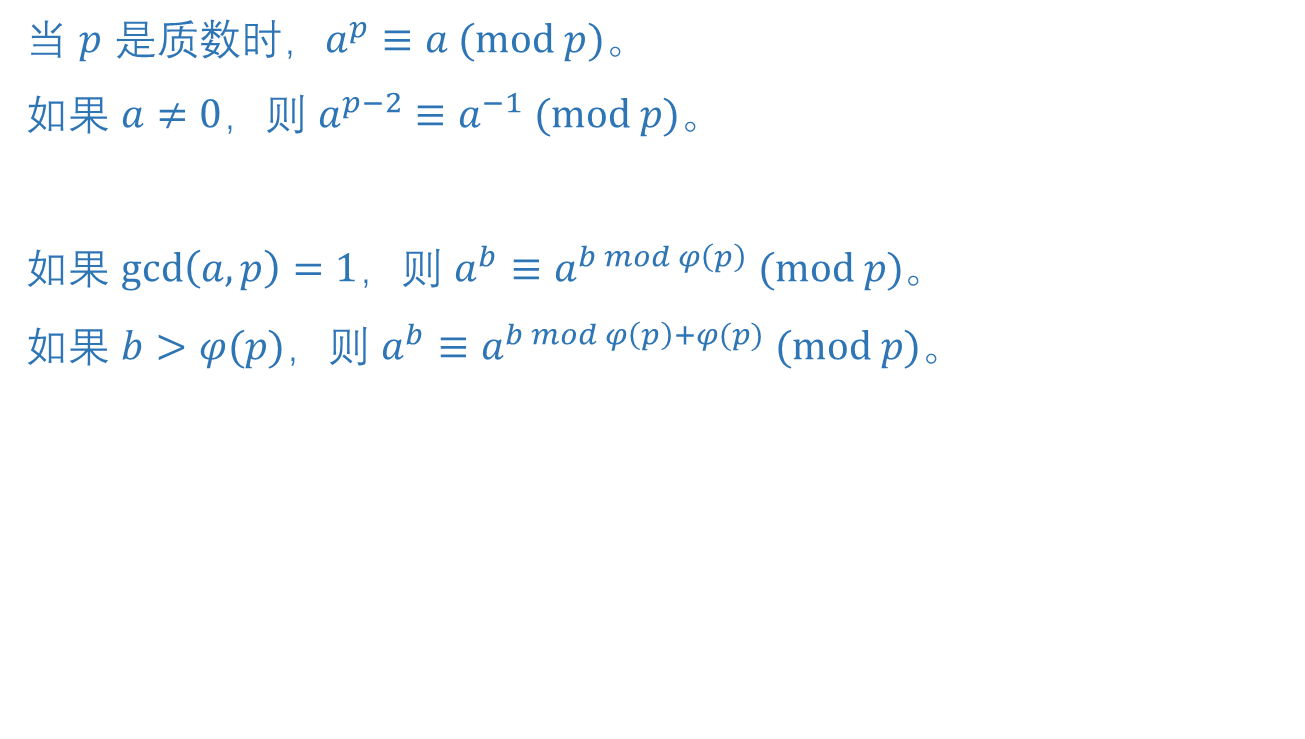 当 p 是质数时，a^p ≡ a (mod p)。
如果 a ≠ 0，则 a^{p−2} ≡ a^{−1} (mod p)。
如果 gcd(a, p) = 1，则 a^b ≡ a^{b mod φ(p)} (mod p)。
如果 b > φ(p)，则 a^b ≡ a^{b mod φ(p)+φ(p)} (mod p)。